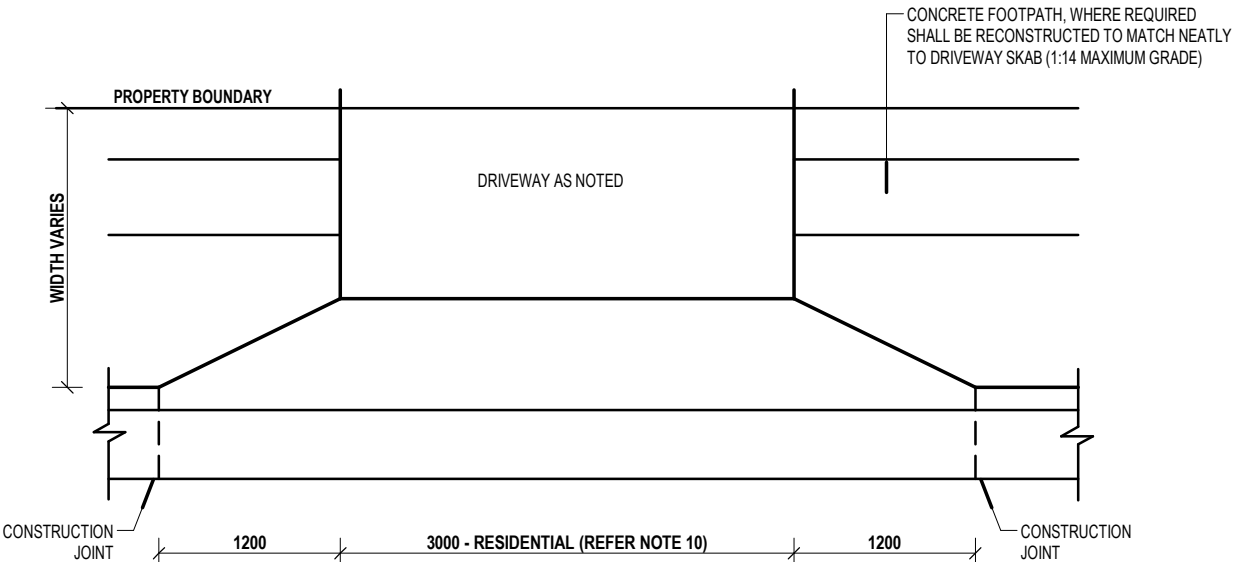 CONCRETE FOOTPATH, WHERE REQUIRED
SHALL BE RECONSTRUCTED TO MATCH NEATLY
TO DRIVEWAY SKAB (1:14 MAXIMUM GRADE)
PROPERTY BOUNDARY
DRIVEWAY AS NOTED
WIDTH VARIES
CONSTRUCTION
JOINT
1200
3000 - RESIDENTIAL (REFER NOTE 10)
1200
CONSTRUCTION
JOINT